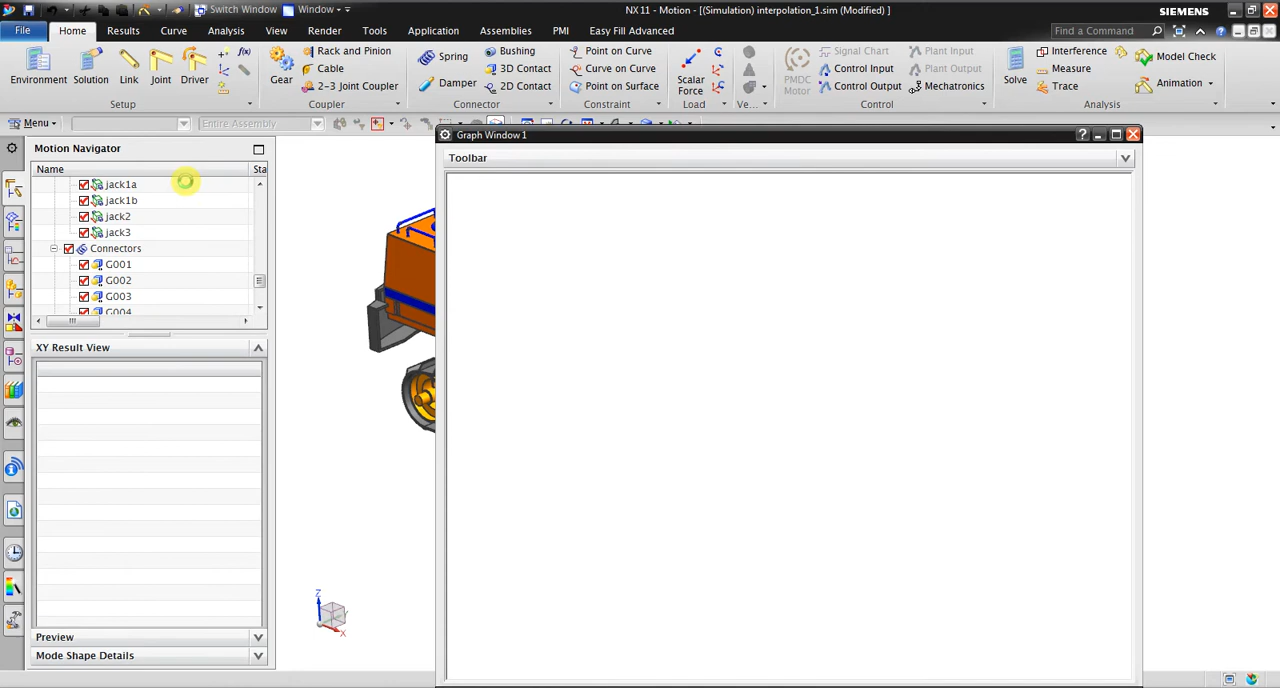 Switch Window Window NX 11 - Motion - [(Simulation) interpolation_1.sim (Modified) ] SIEMENS
File Home Results Curve Analysis View Render Tools Application Assemblies PMI Easy Fill Advanced Find a Command
Environment Solution Link Joint Driver f(x) Setup
Gear Rack and Pinion Cable 2-3 Joint Coupler Coupler
Spring Damper Bushing 3D Contact 2D Contact Connector
Point on Curve Curve on Curve Point on Surface Constraint
Scalar Force Load Ve...
PMDC Motor Signal Chart Control Input Control Output Plant Input Plant Output Mechatronics Control
Solve Interference Measure Trace Model Check Animation Analysis
Menu Entire Assembly
Motion Navigator
Name Sta
jack1a
jack1b
jack2
jack3
Connectors
G001
G002
G003
G004
XY Result View
Preview
Mode Shape Details
Graph Window 1
Toolbar
Z
X